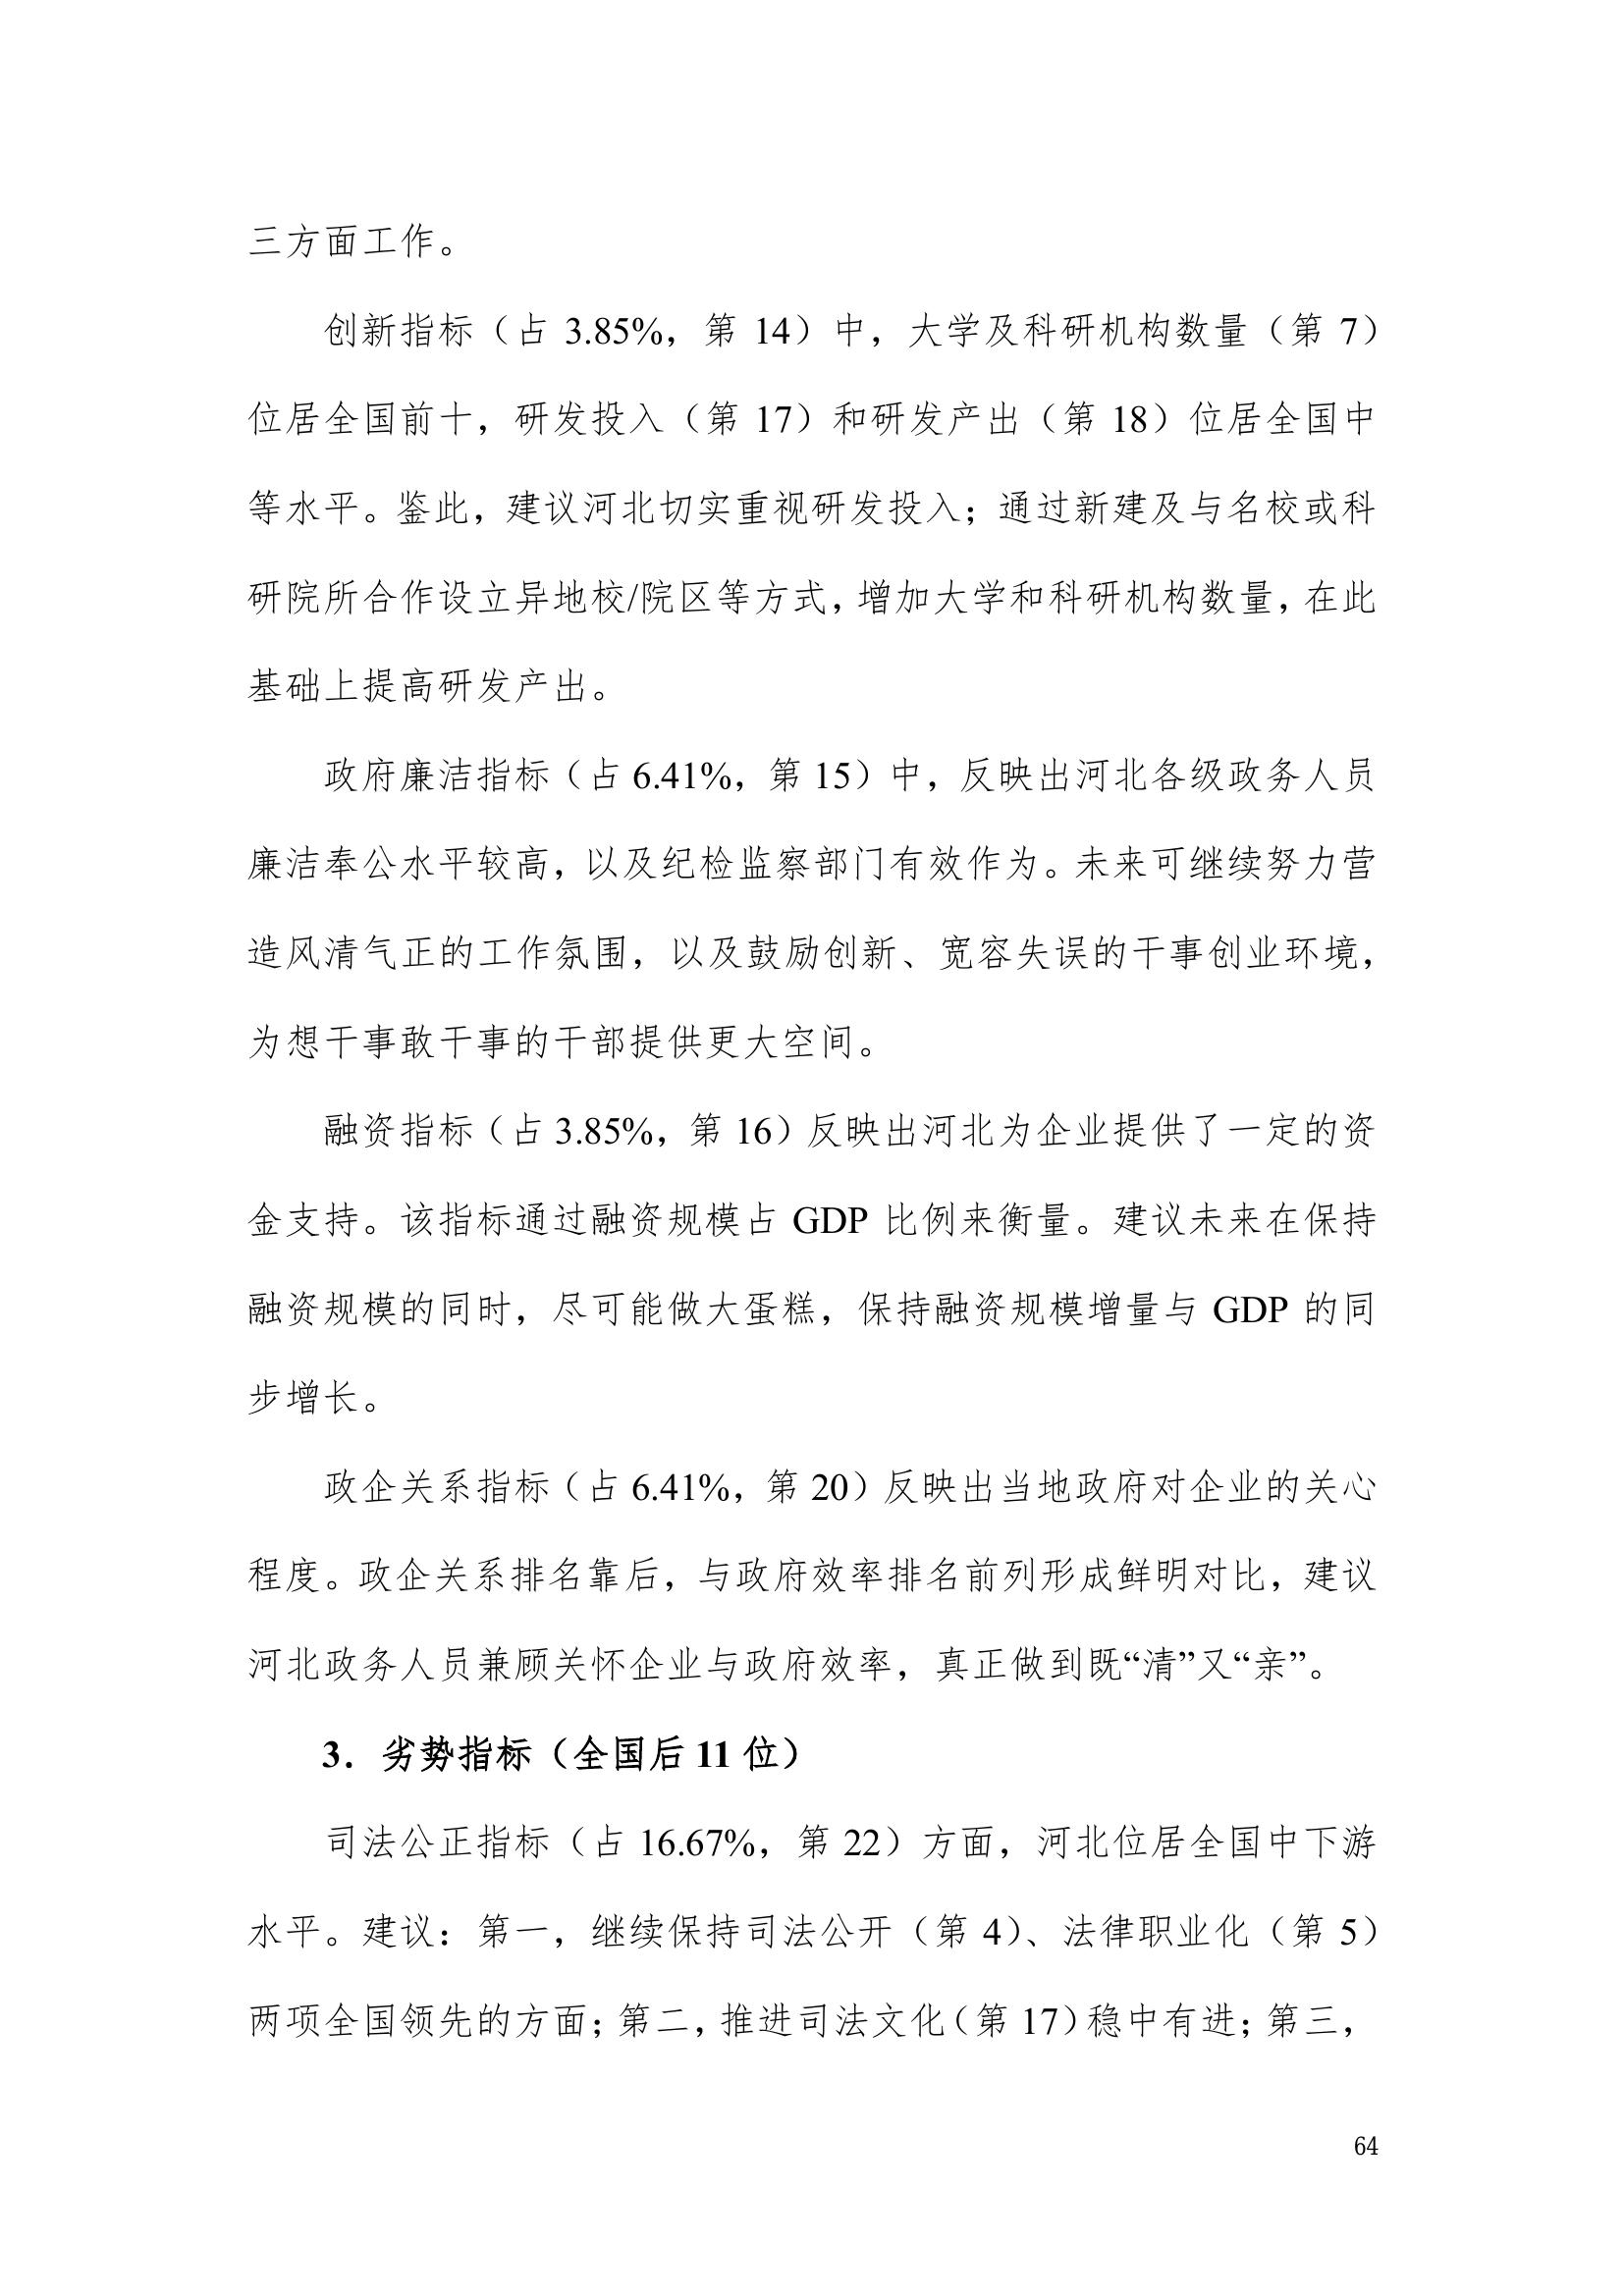 三方面工作。
创新指标（占 3.85%，第 14）中，大学及科研机构数量（第 7）
位居全国前十，研发投入（第 17）和研发产出（第 18）位居全国中
等水平。鉴此，建议河北切实重视研发投入；通过新建及与名校或科
研院所合作设立异地校/院区等方式，增加大学和科研机构数量，在此
基础上提高研发产出。
政府廉洁指标（占 6.41%，第 15）中，反映出河北各级政务人员
廉洁奉公水平较高，以及纪检监察部门有效作为。未来可继续努力营
造风清气正的工作氛围，以及鼓励创新、宽容失误的干事创业环境，
为想干事敢干事的干部提供更大空间。
融资指标（占 3.85%，第 16）反映出河北为企业提供了一定的资
金支持。该指标通过融资规模占 GDP 比例来衡量。建议未来在保持
融资规模的同时，尽可能做大蛋糕，保持融资规模增量与 GDP 的同
步增长。
政企关系指标（占 6.41%，第 20）反映出当地政府对企业的关心
程度。政企关系排名靠后，与政府效率排名前列形成鲜明对比，建议
河北政务人员兼顾关怀企业与政府效率，真正做到既“清”又“亲”。
3．劣势指标（全国后 11 位）
司法公正指标（占 16.67%，第 22）方面，河北位居全国中下游
水平。建议：第一，继续保持司法公开（第 4）、法律职业化（第 5）
两项全国领先的方面；第二，推进司法文化（第 17）稳中有进；第三，
64